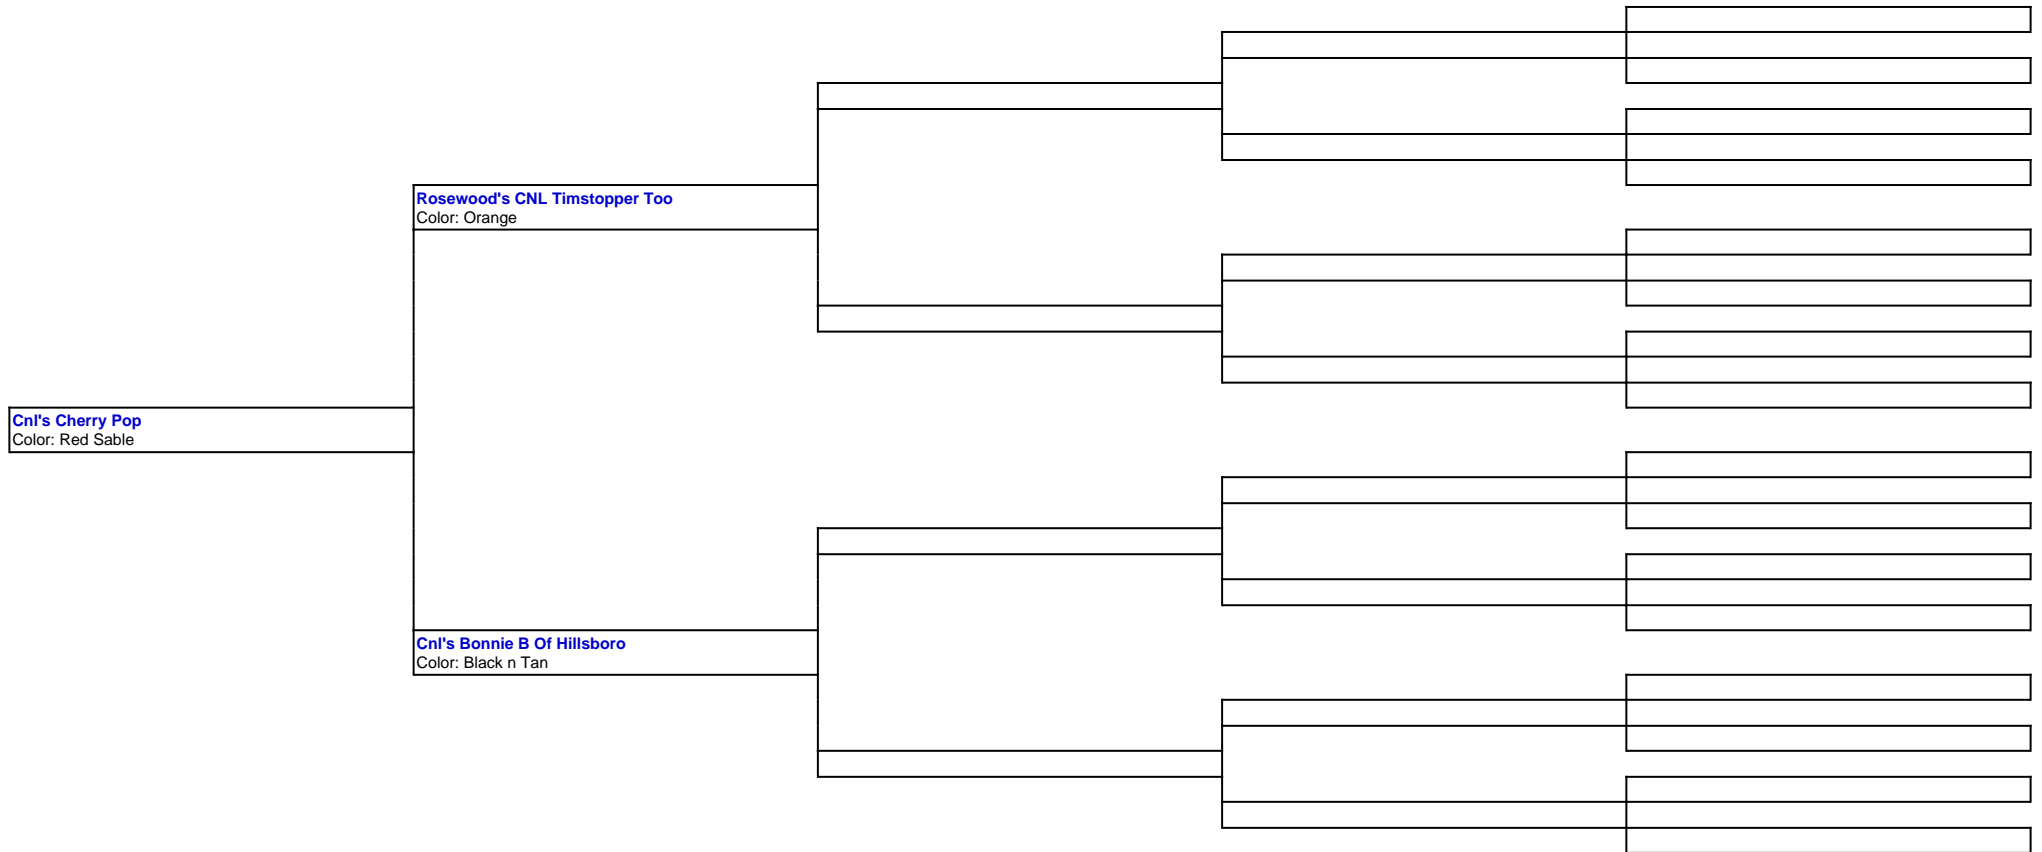 Rosewood's CNL Timstopper Too
Color: Orange
Cnl's Cherry Pop
Color: Red Sable
Cnl's Bonnie B Of Hillsboro
Color: Black n Tan